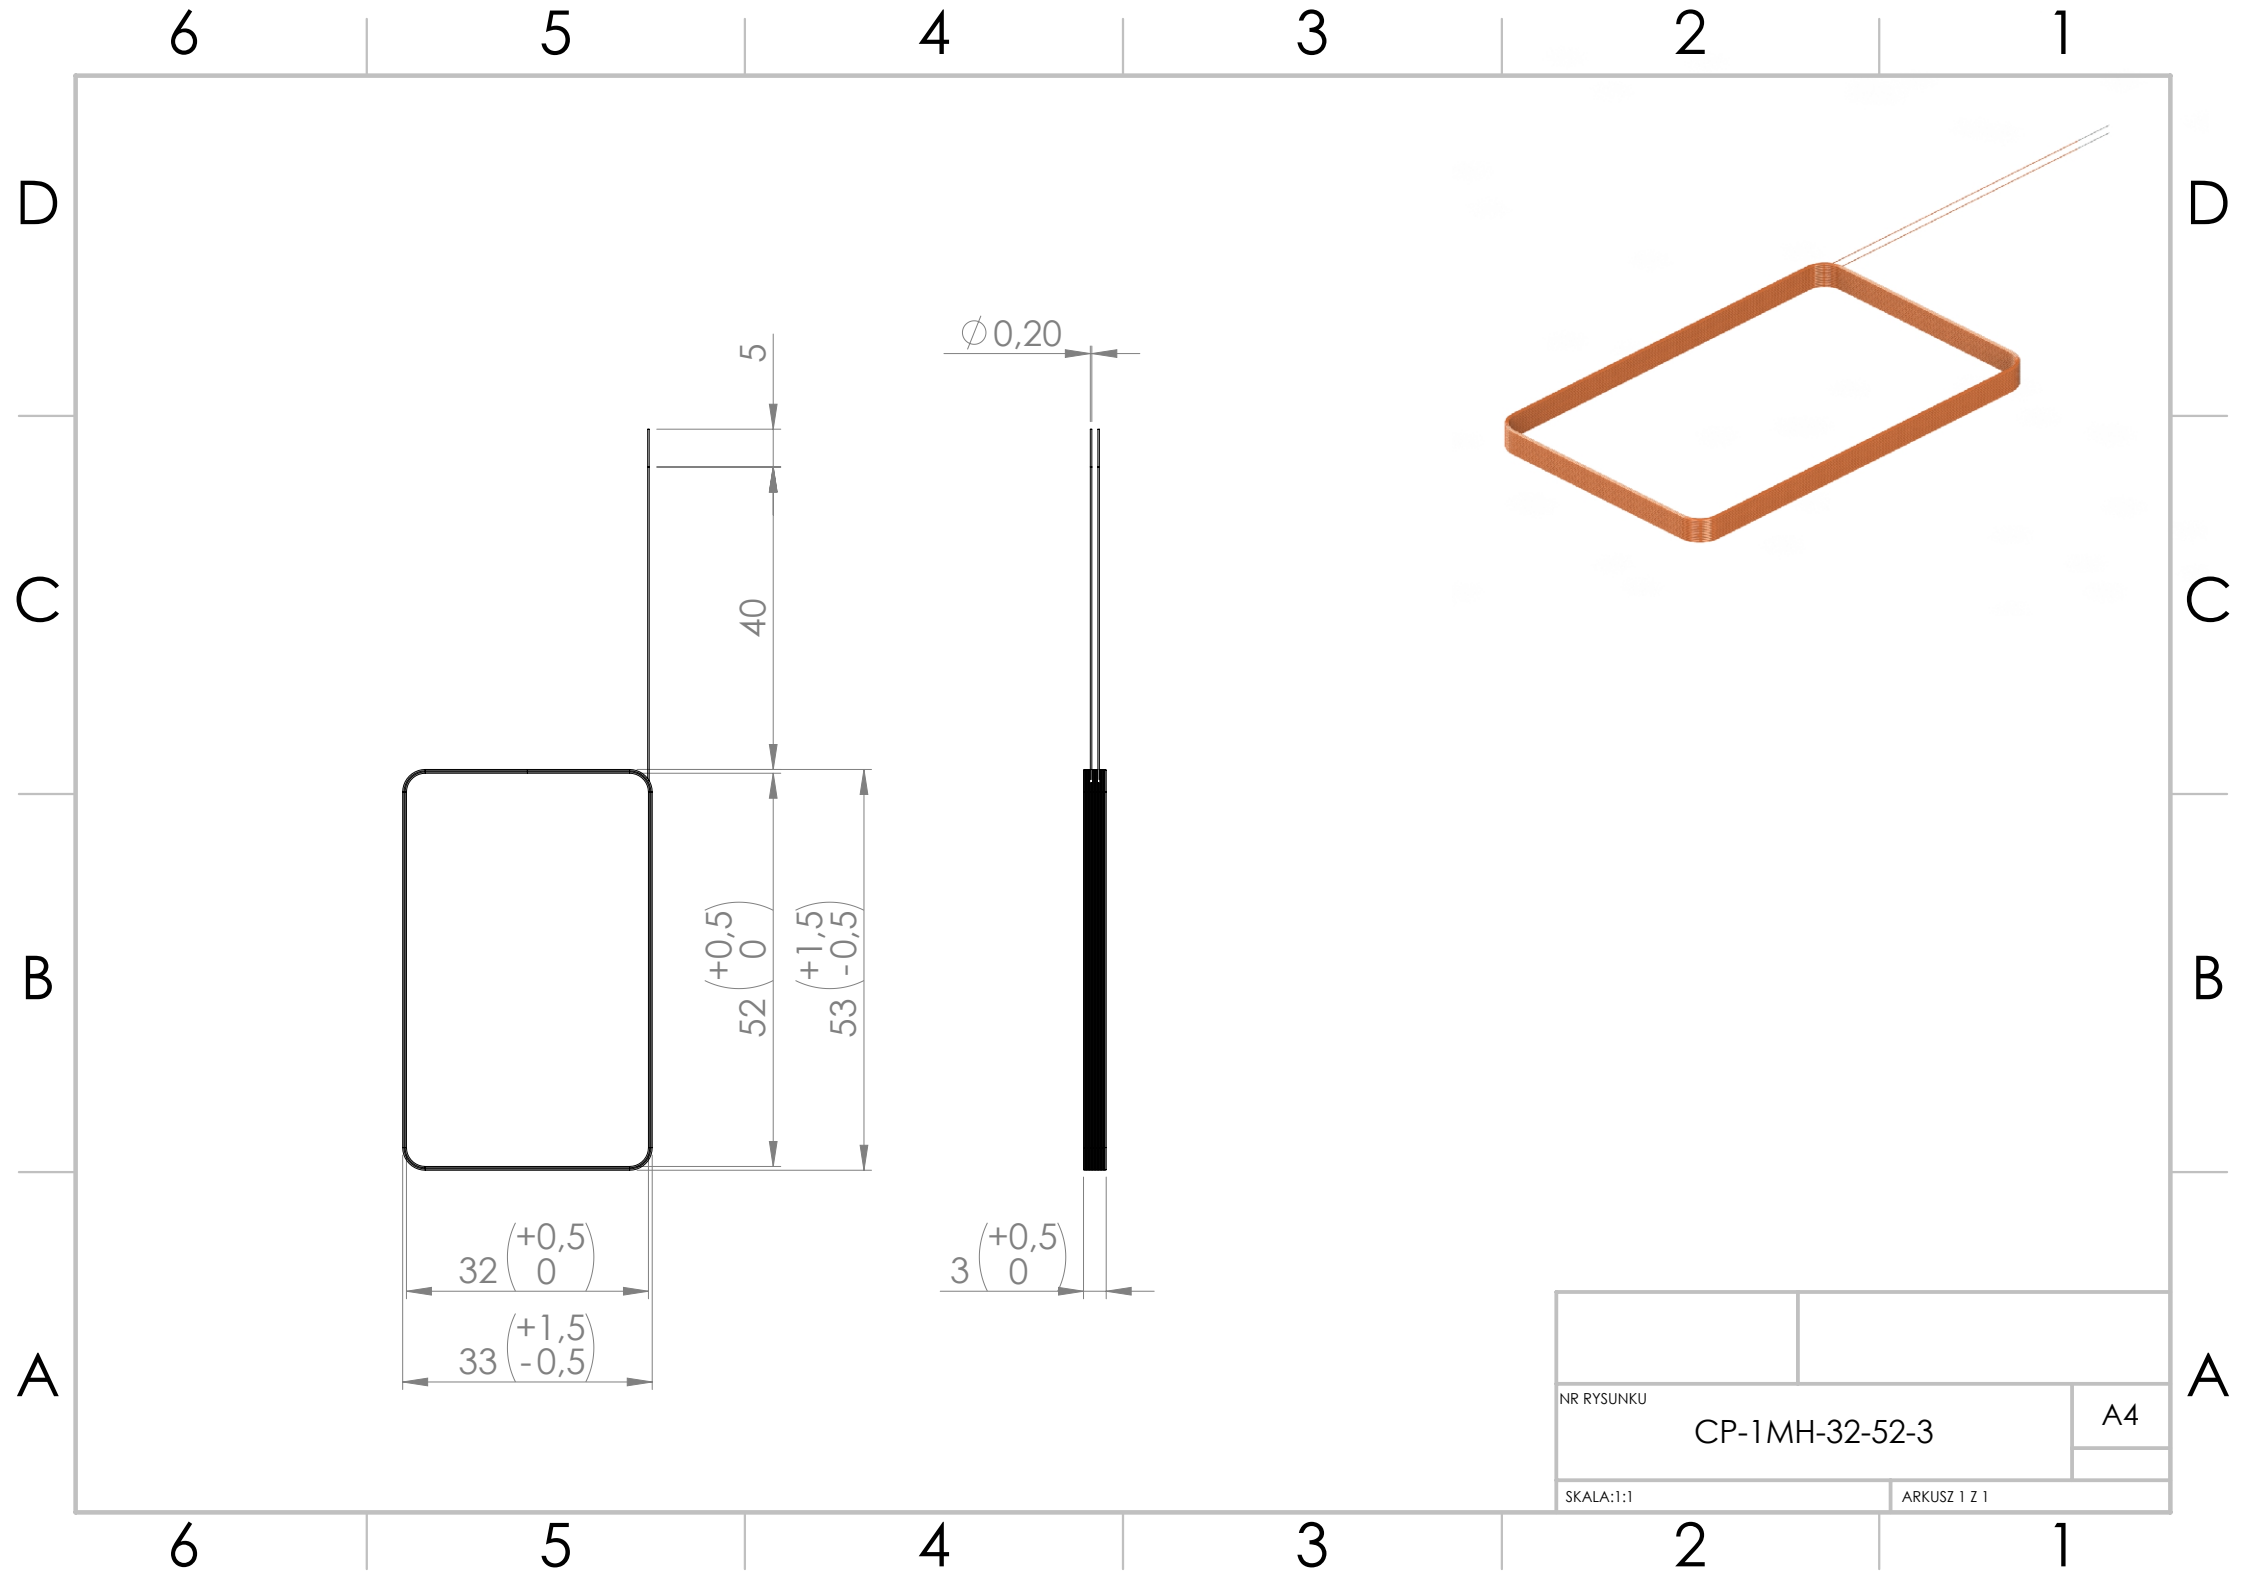 6 5 4 3 2 1
D D
⌀0,20
5
C C
40
B B
52 (+0,5 0)
53 (+1,5 -0,5)
32 (+0,5 0)
3 (+0,5 0)
33 (+1,5 -0,5)
A A
NR RYSUNKU
CP-1MH-32-52-3
A4
SKALA:1:1
ARKUSZ 1 Z 1
6 5 4 3 2 1